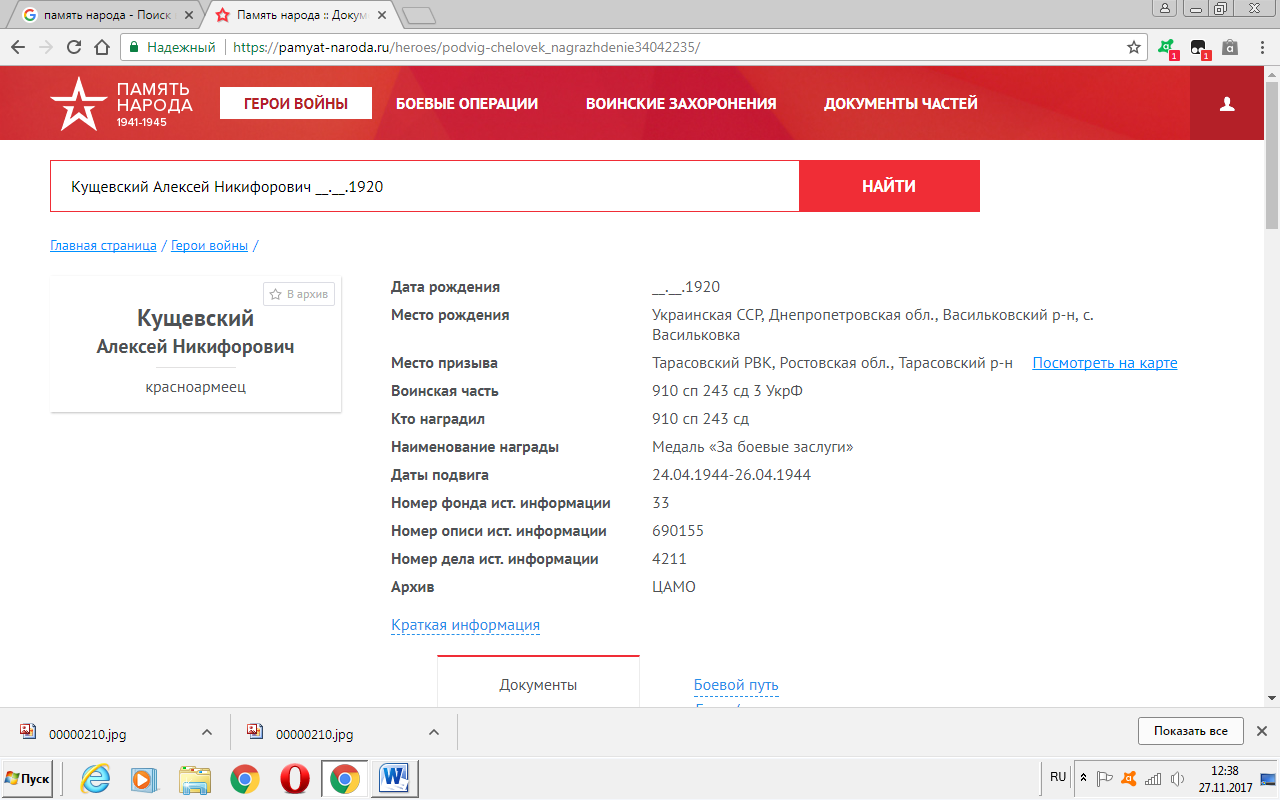 память народа - Поиск
Память народа :: Докум
Надежный
https://pamyat-naroda.ru/heroes/podvig-chelovek_nagrazhdenie34042235/
1
1
ПАМЯТЬ
НАРОДА
1941-1945
ГЕРОИ ВОЙНЫ
БОЕВЫЕ ОПЕРАЦИИ
ВОИНСКИЕ ЗАХОРОНЕНИЯ
ДОКУМЕНТЫ ЧАСТЕЙ
Кущевский Алексей Никифорович __.__.1920
НАЙТИ
Главная страница / Герои войны /
В архив
Кущевский
Алексей Никифорович
красноармеец
Дата рождения __.__.1920
Место рождения Украинская ССР, Днепропетровская обл., Васильковский р-н, с.
Васильковка
Место призыва Тарасовский РВК, Ростовская обл., Тарасовский р-н Посмотреть на карте
Воинская часть 910 сп 243 сд 3 УкрФ
Кто наградил 910 сп 243 сд
Наименование награды Медаль «За боевые заслуги»
Даты подвига 24.04.1944-26.04.1944
Номер фонда ист. информации 33
Номер описи ист. информации 690155
Номер дела ист. информации 4211
Архив ЦАМО
Краткая информация
Документы
Боевой путь
00000210.jpg
00000210.jpg
Показать все
Пуск
RU
12:38
27.11.2017